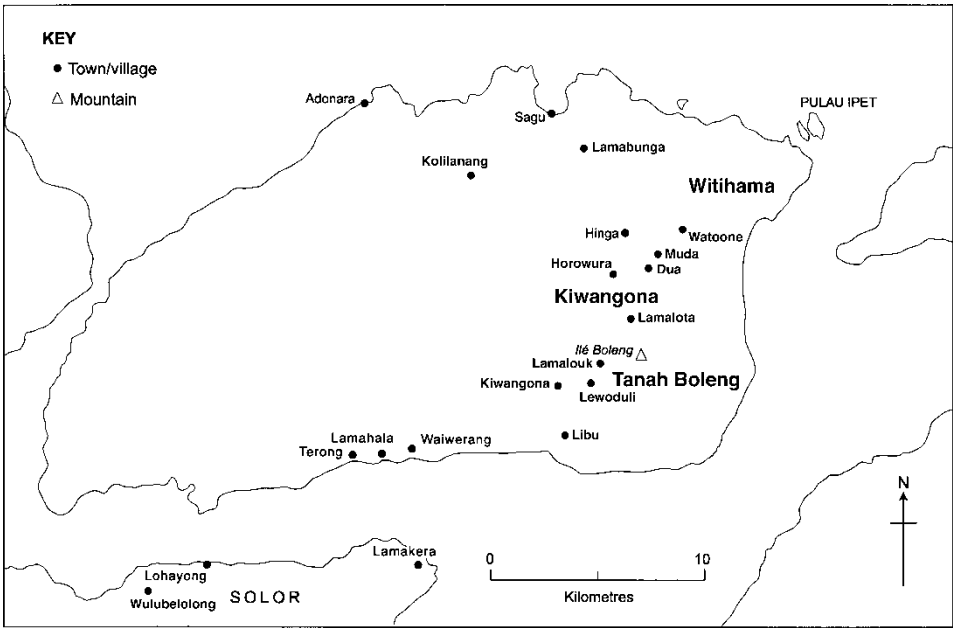 KEY
Town/village
Mountain
Adonara
Sagu
PULAU IPET
Lamabunga
Kolilanang
Witihama
Hinga
Watoone
Muda
Horowura
Dua
Kiwangona
Lamalota
Ilé Boleng
Lamalouk
Tanah Boleng
Kiwangona
Lewoduli
Libu
Lamahala
Waiwerang
Terong
N
Lamakera
0
10
Lohayong
Kilometres
Wulubelolong
SOLOR